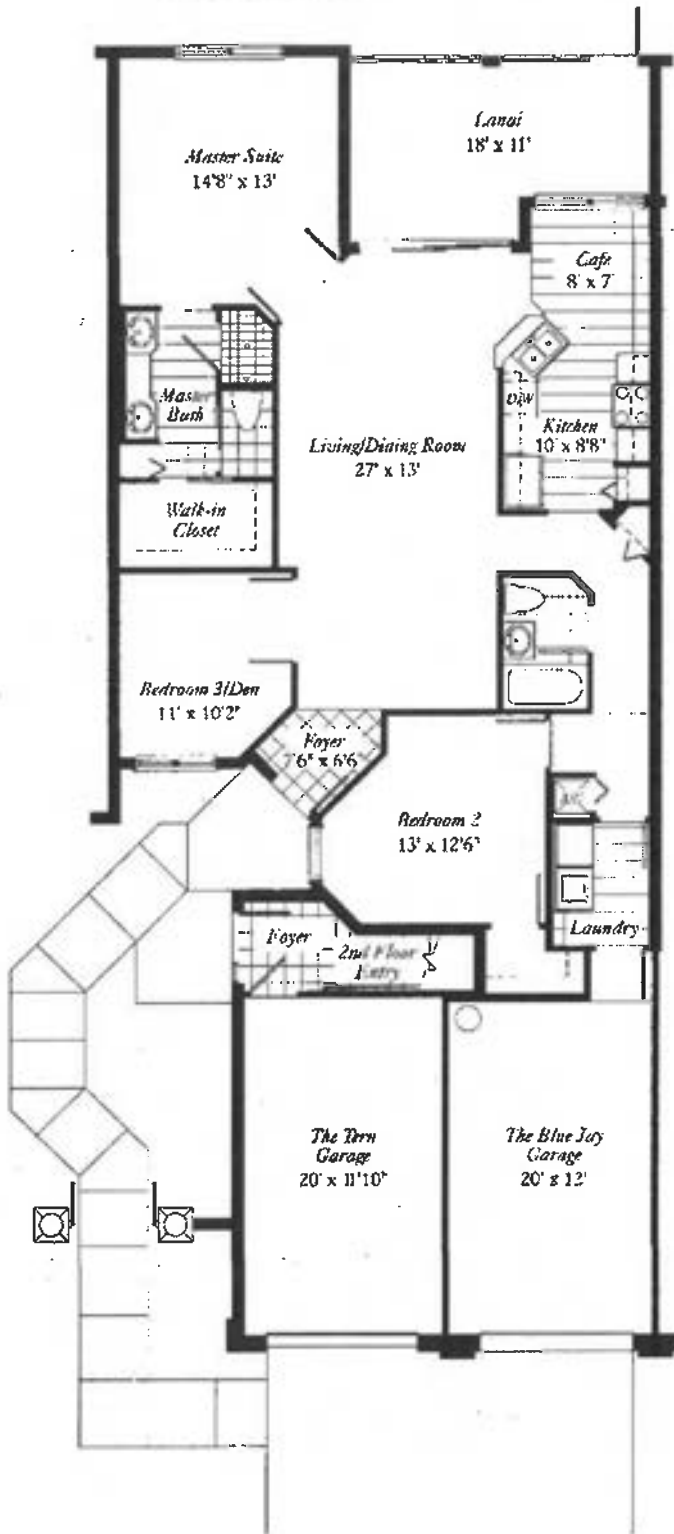 Lanai
18' x 11'
Master Suite
14'8" x 13'
Cafe
8' x 7'
Master
Bath
D/W
Kitchen
10' x 8'8"
Living/Dining Room
27' x 13'
Walk-in
Closet
Bedroom 3/Den
11' x 10'2"
Foyer
7'6" x 6'6
Bedroom 2
13' x 12'6"
A/C
Laundry
Foyer
2nd Floor
Entry
The Tern
Garage
20' x 11'10"
The Blue Jay
Garage
20' x 12'